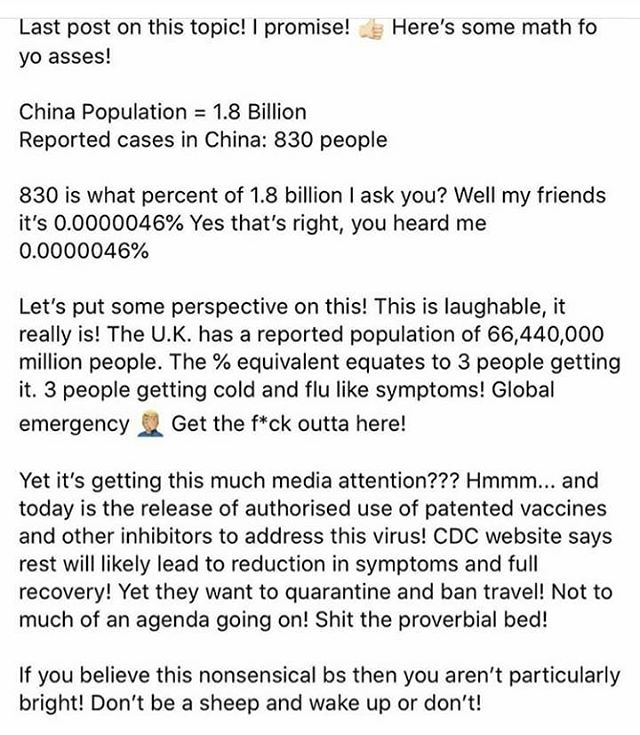 Last post on this topic! I promise! 👍🏼 Here's some math fo
yo asses!
China Population = 1.8 Billion
Reported cases in China: 830 people
830 is what percent of 1.8 billion I ask you? Well my friends
it's 0.0000046% Yes that's right, you heard me
0.0000046%
Let's put some perspective on this! This is laughable, it
really is! The U.K. has a reported population of 66,440,000
million people. The % equivalent equates to 3 people getting
it. 3 people getting cold and flu like symptoms! Global
emergency 🤦🏼‍♂️ Get the f*ck outta here!
Yet it's getting this much media attention??? Hmmm... and
today is the release of authorised use of patented vaccines
and other inhibitors to address this virus! CDC website says
rest will likely lead to reduction in symptoms and full
recovery! Yet they want to quarantine and ban travel! Not to
much of an agenda going on! Shit the proverbial bed!
If you believe this nonsensical bs then you aren't particularly
bright! Don't be a sheep and wake up or don't!